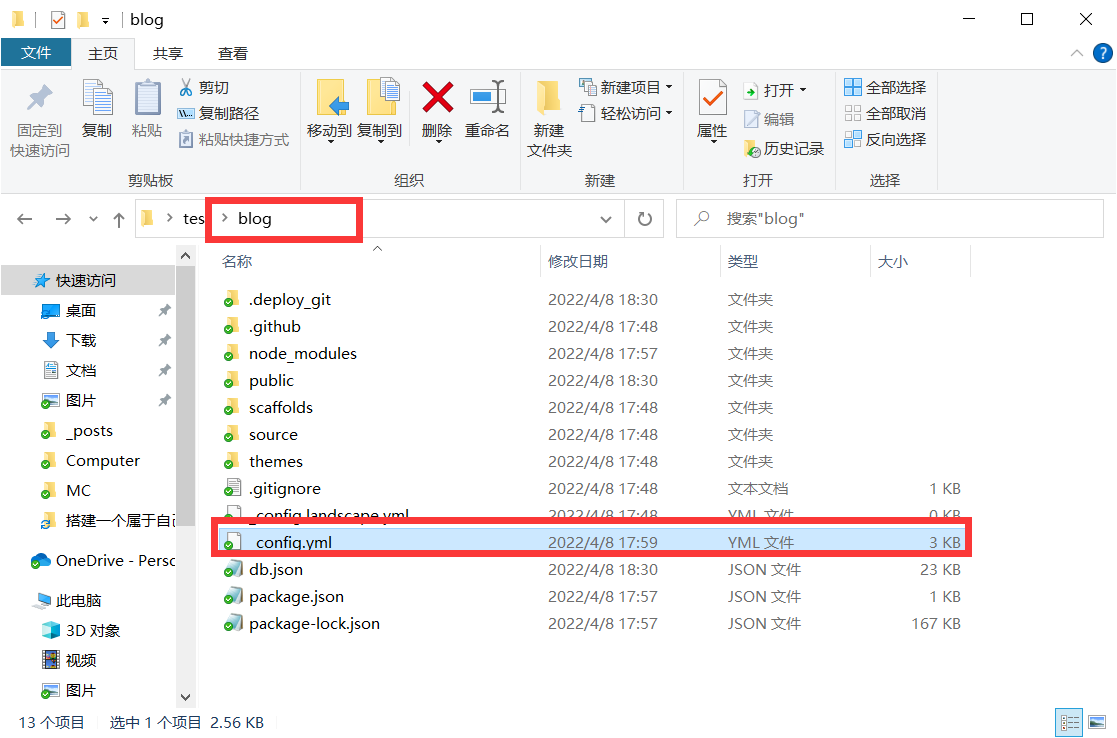 blog
文件 主页 共享 查看
固定到快速访问
复制
粘贴
剪切
复制路径
粘贴快捷方式
剪贴板
移动到
复制到
删除
重命名
组织
新建文件夹
新建项目
轻松访问
新建
属性
打开
编辑
历史记录
打开
全部选择
全部取消
反向选择
选择
tes > blog
搜索"blog"
快速访问
桌面
下载
文档
图片
_posts
Computer
MC
搭建一个属于自己
OneDrive - Perso
此电脑
3D 对象
视频
图片
名称 修改日期 类型 大小
.deploy_git 2022/4/8 18:30 文件夹
.github 2022/4/8 17:48 文件夹
node_modules 2022/4/8 17:57 文件夹
public 2022/4/8 18:30 文件夹
scaffolds 2022/4/8 17:48 文件夹
source 2022/4/8 17:48 文件夹
themes 2022/4/8 17:48 文件夹
.gitignore 2022/4/8 17:48 文本文档 1 KB
_config.landscape.yml 2022/4/8 17:48 YML 文件 0 KB
_config.yml 2022/4/8 17:59 YML 文件 3 KB
db.json 2022/4/8 18:30 JSON 文件 23 KB
package.json 2022/4/8 17:57 JSON 文件 1 KB
package-lock.json 2022/4/8 17:57 JSON 文件 167 KB
13 个项目 选中 1 个项目 2.56 KB